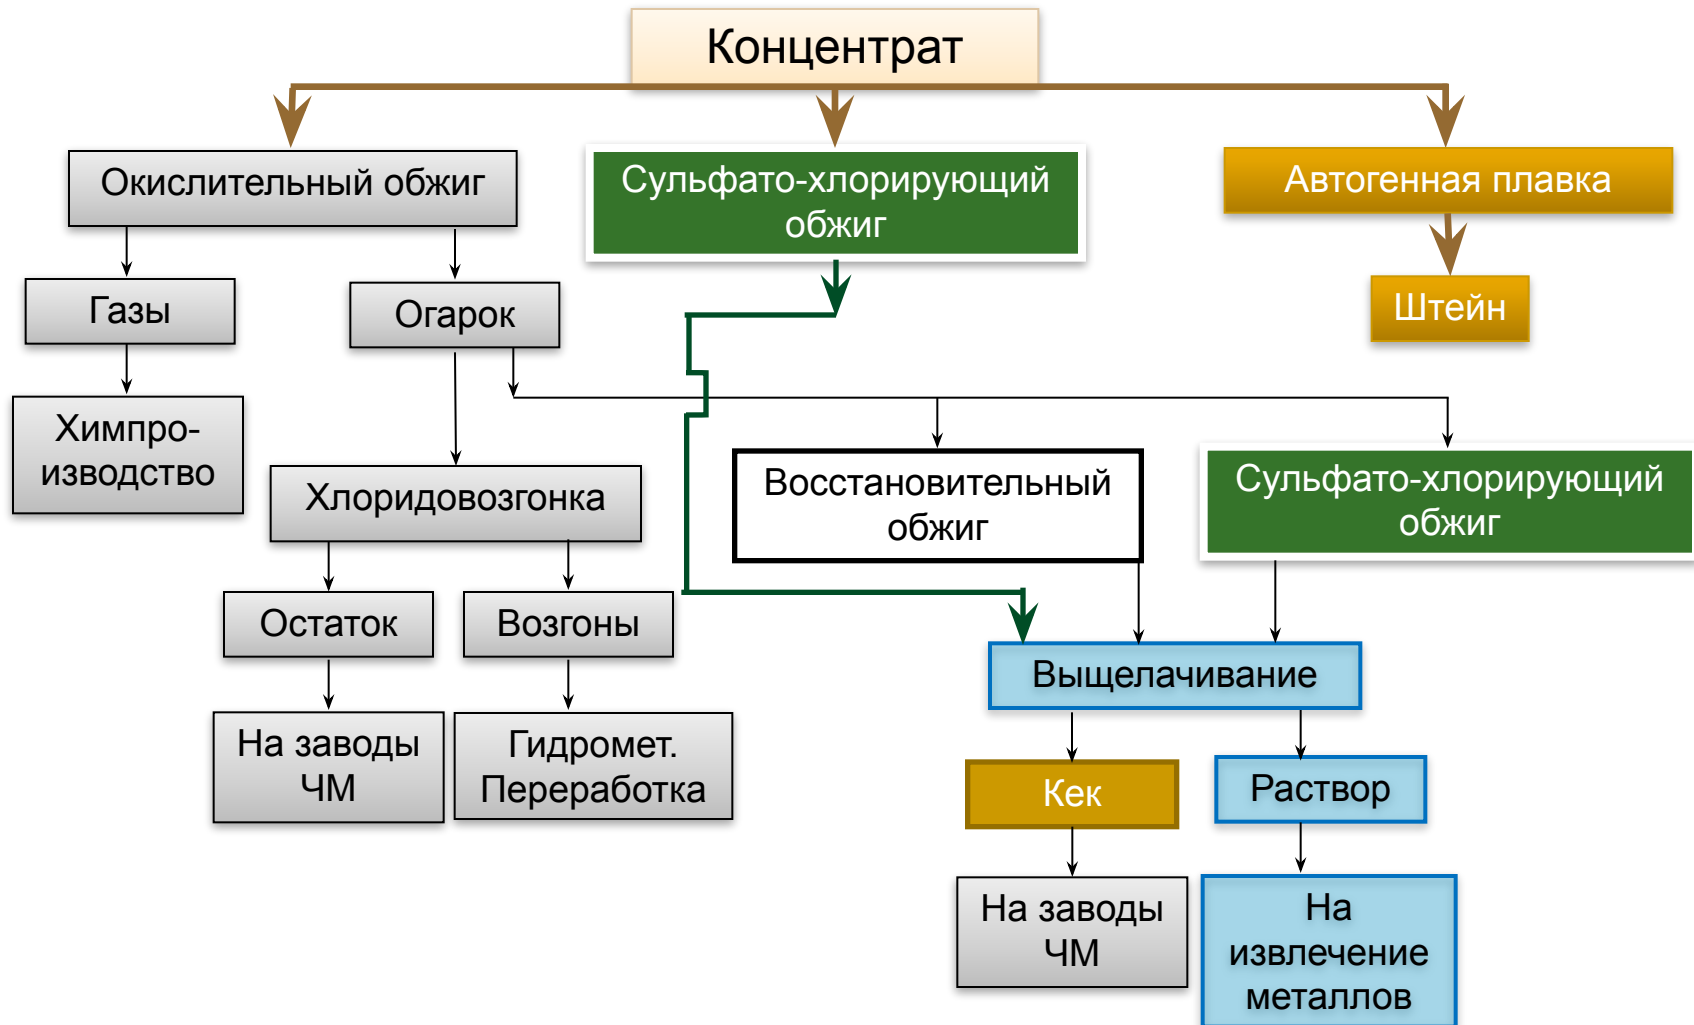 Концентрат
Окислительный обжиг
Сульфато-хлорирующий
обжиг
Автогенная плавка
Газы
Огарок
Штейн
Химпро-
изводство
Хлоридовозгонка
Восстановительный
обжиг
Сульфато-хлорирующий
обжиг
Остаток
Возгоны
Выщелачивание
На заводы
ЧМ
Гидромет.
Переработка
Кек
Раствор
На заводы
ЧМ
На
извлечение
металлов